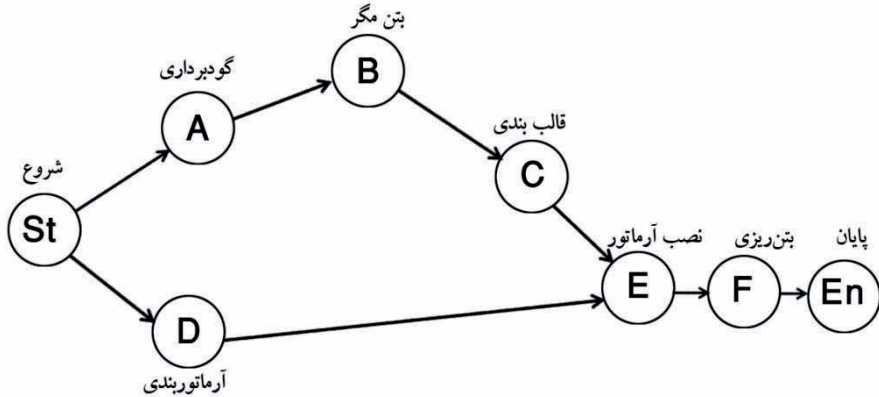 بتن مگر
B
گودبرداری
A
قالب بندی
C
شروع
St
نصب آرماتور
E
بتن‌ریزی
F
پایان
En
D
آرماتوربندی